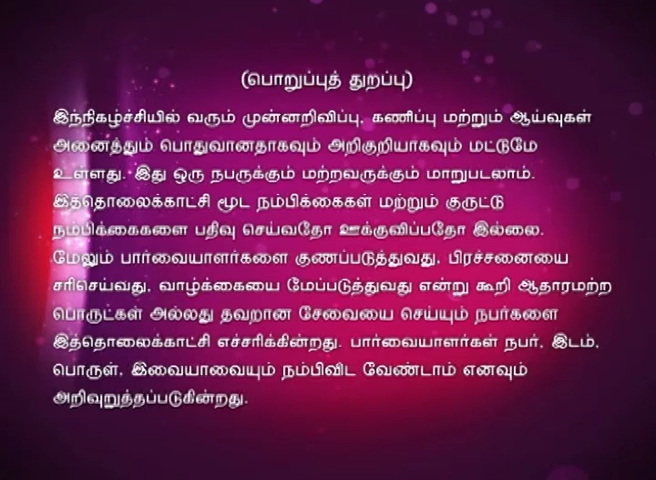 (பொறுப்புத் துறப்பு)
இந்நிகழ்ச்சியில் வரும் முன்னறிவிப்பு, கணிப்பு மற்றும் ஆய்வுகள்
அனைத்தும் பொதுவானதாகவும் அறிகுறியாகவும் மட்டுமே
உள்ளது. இது ஒரு நபருக்கும் மற்றவருக்கும் மாறுபடலாம்.
இத்தொலைக்காட்சி மூட நம்பிக்கைகள் மற்றும் குருட்டு
நம்பிக்கைகளை பதிவு செய்வதோ ஊக்குவிப்பதோ இல்லை.
மேலும் பார்வையாளர்களை குணப்படுத்துவது, பிரச்சனையை
சரிசெய்வது, வாழ்க்கையை மேப்படுத்துவது என்று கூறி ஆதாரமற்ற
பொருட்கள் அல்லது தவறான சேவையை செய்யும் நபர்களை
இத்தொலைக்காட்சி எச்சரிக்கின்றது. பார்வையாளர்கள் நபர், இடம்,
பொருள், இவையாவையும் நம்பிவிட வேண்டாம் எனவும்
அறிவுறுத்தப்படுகின்றது.